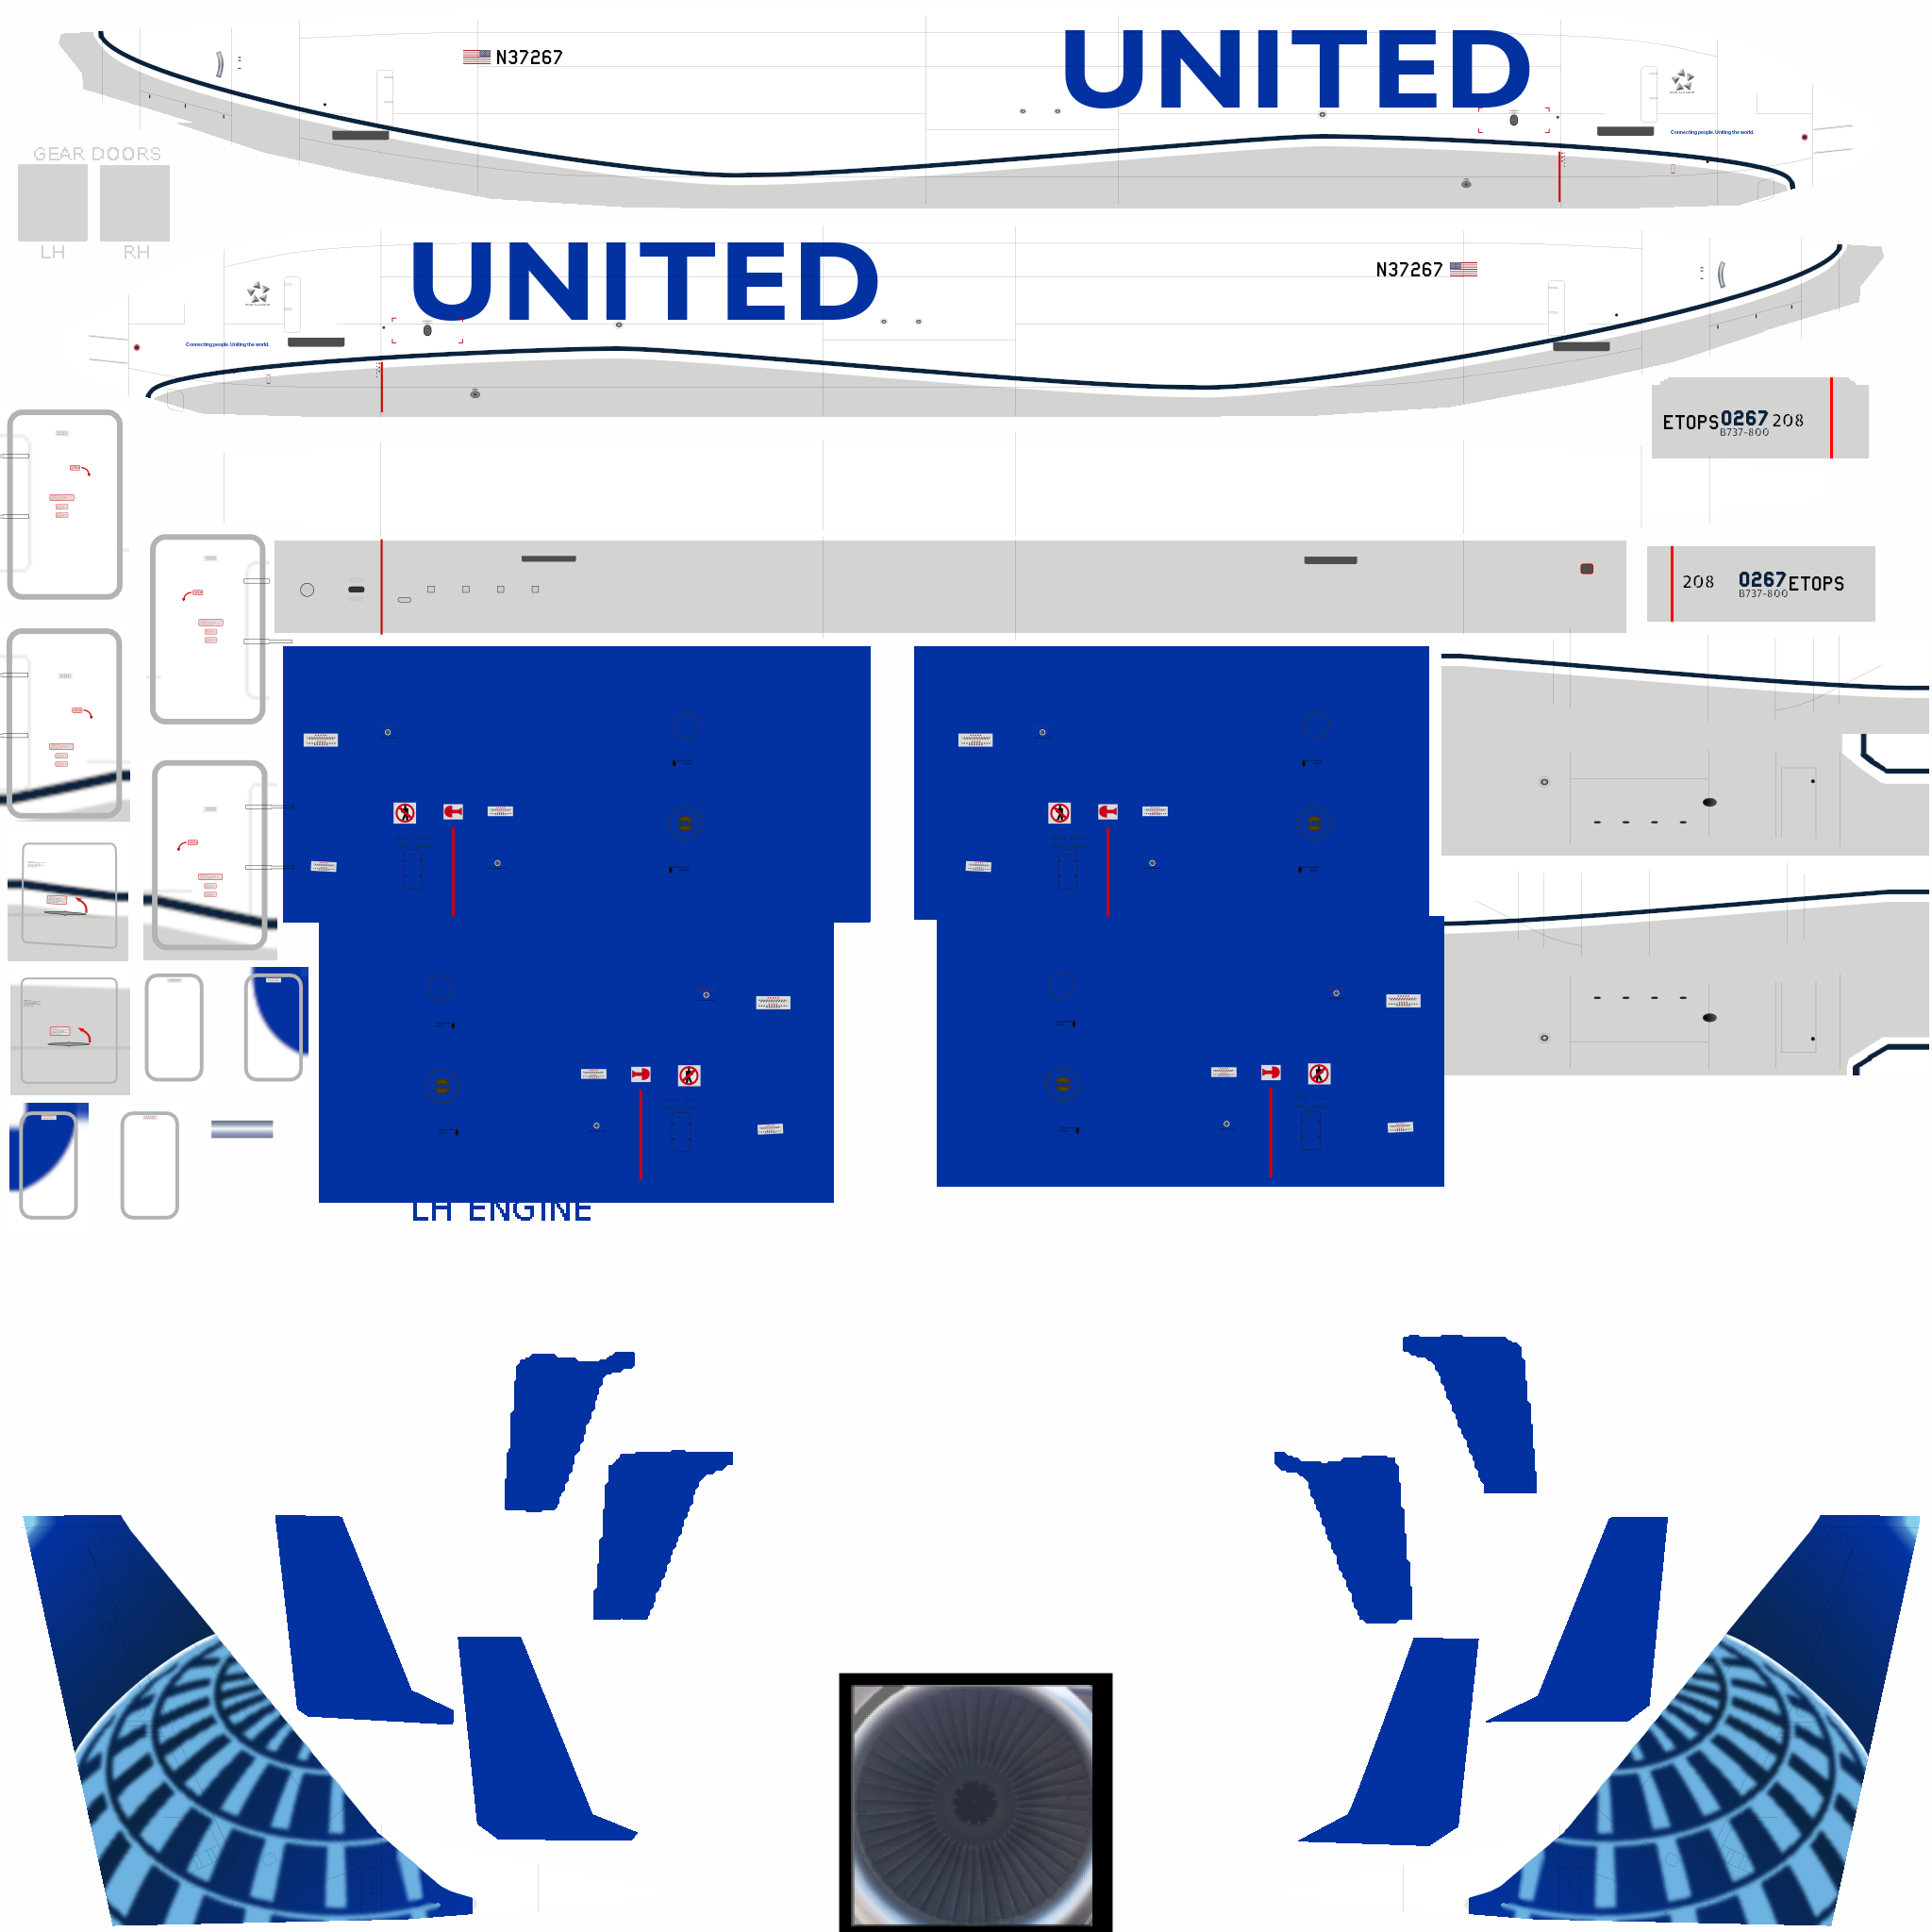 UNITED
N37267
Connecting people. Uniting the world.
GEAR DOORS
LH RH
UNITED
N37267
Connecting people. Uniting the world.
ETOPS 0267 208
B737-800
208 0267 ETOPS
B737-800
LH ENGINE